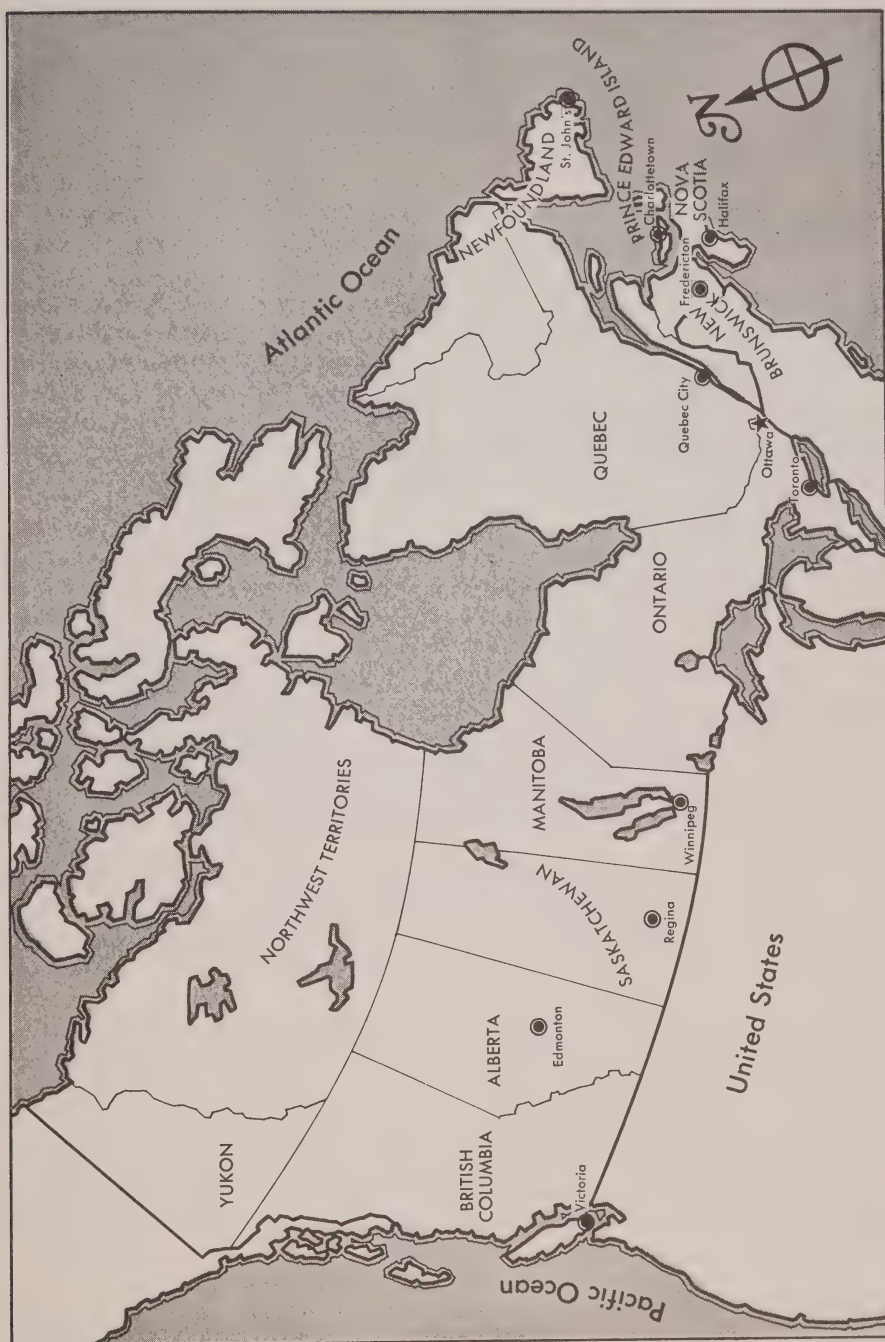 Atlantic Ocean
NORTHWEST TERRITORIES
YUKON
BRITISH
COLUMBIA
ALBERTA
Edmonton
SASKATCHEWAN
Regina
MANITOBA
Winnipeg
ONTARIO
QUEBEC
Quebec City
Ottawa
Toronto
NEWFOUNDLAND
St. John's
PRINCE EDWARD ISLAND
Charlottetown
NOVA
SCOTIA
Halifax
Fredericton
NEW
BRUNSWICK
Victoria
Pacific Ocean
United States
N